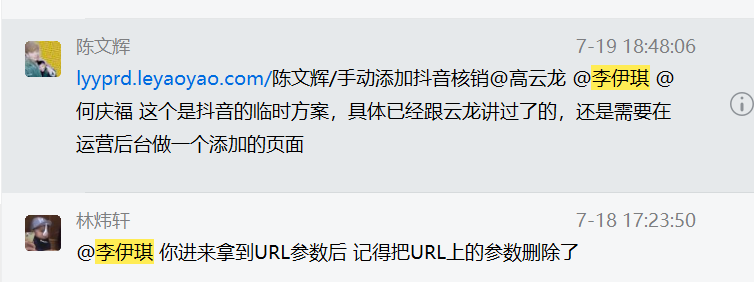 陈文辉 7-19 18:48:06
lyyprd.leyaoyao.com/陈文辉/手动添加抖音核销@高云龙 @李伊琪 @
何庆福 这个是抖音的临时方案，具体已经跟云龙讲过了的，还是需要在
运营后台做一个添加的页面
林炜轩 7-18 17:23:50
@李伊琪 你进来拿到URL参数后 记得把URL上的参数删除了